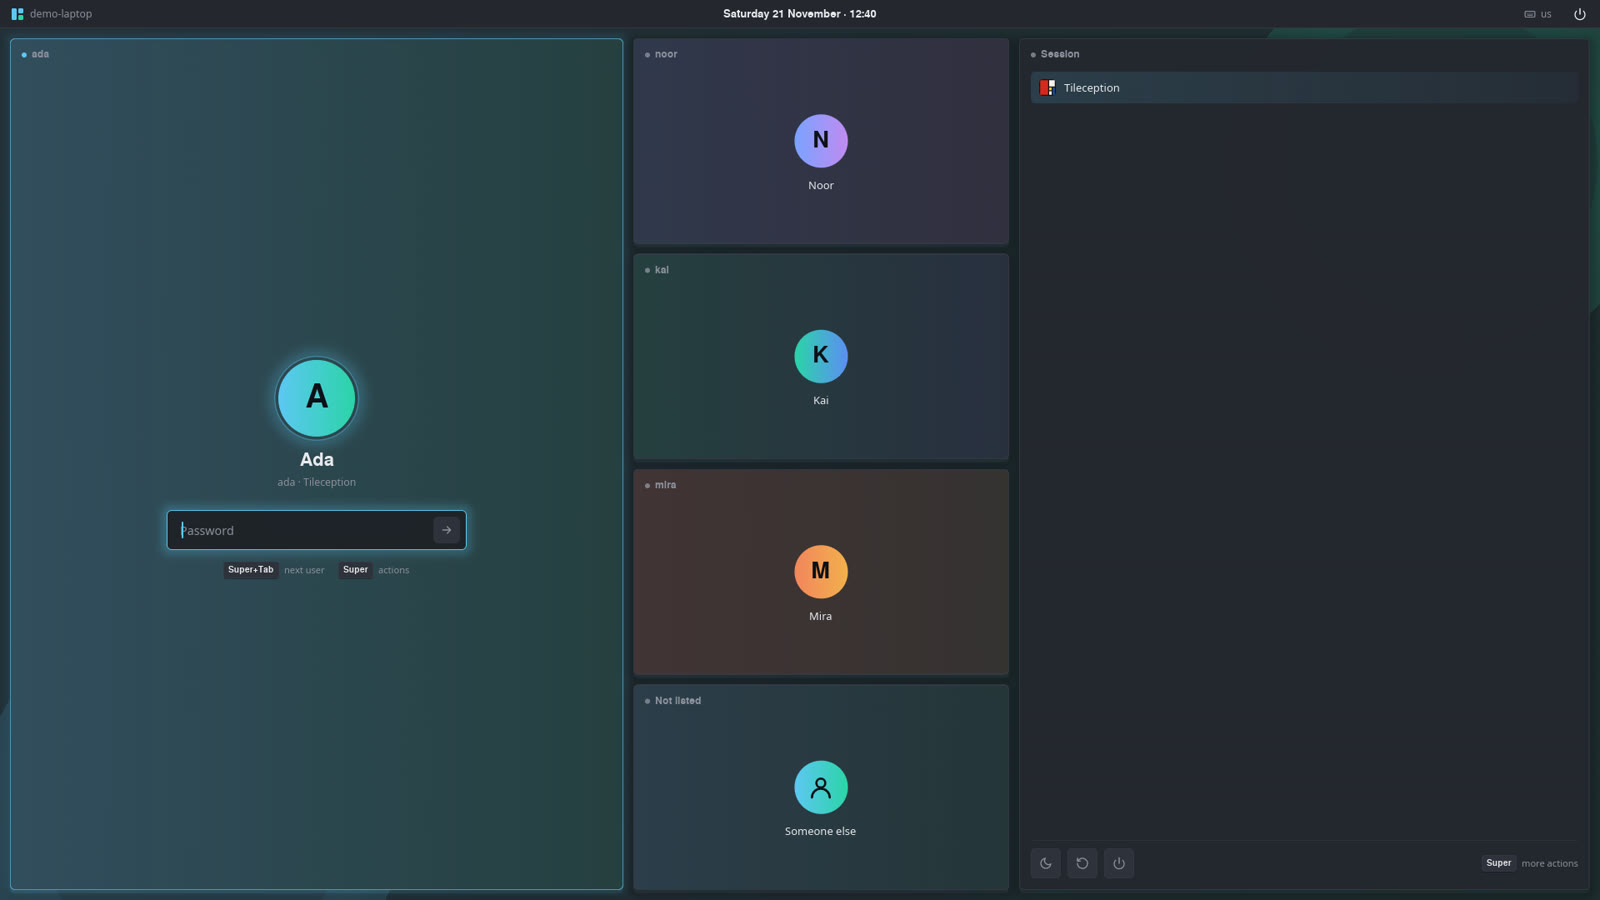 demo-laptop
Saturday 21 November · 12:40
us
ada
A
Ada
ada · Tileception
Password
Super+Tab next user Super actions
noor
N
Noor
kai
K
Kai
mira
M
Mira
Not listed
Someone else
Session
Tileception
Super more actions